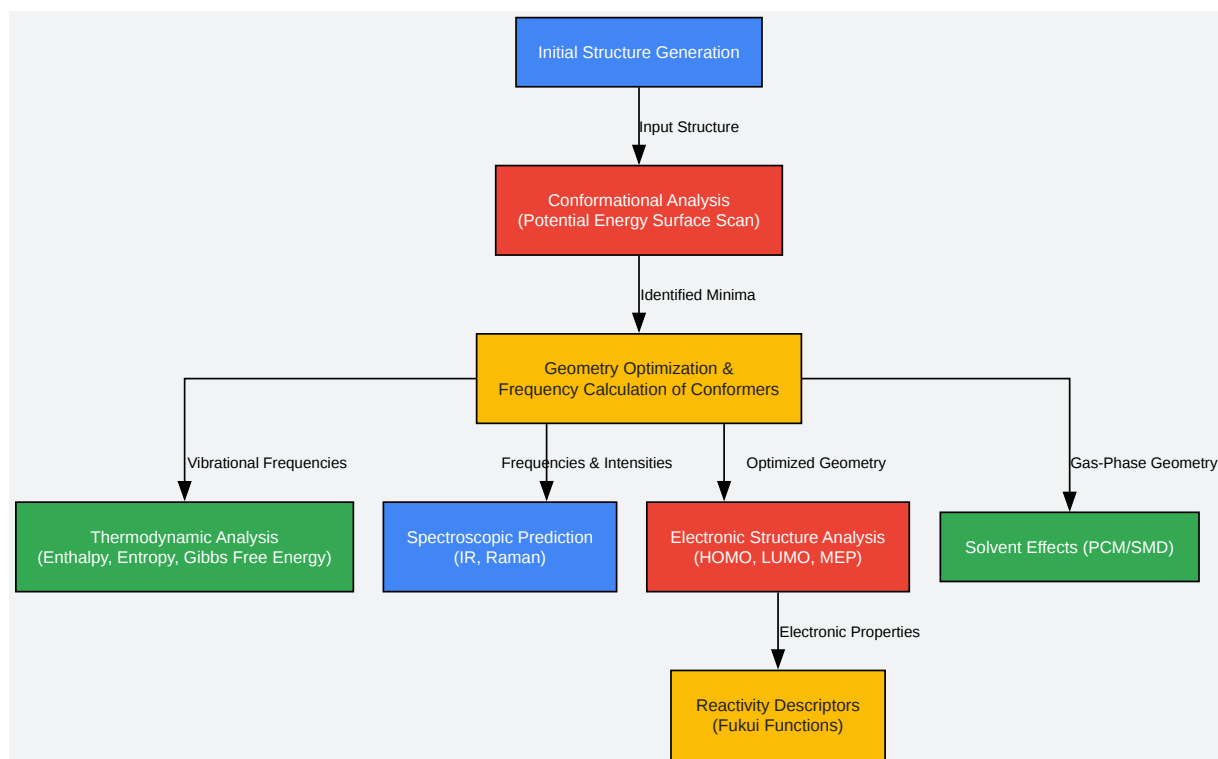 Initial Structure Generation
Input Structure
Conformational Analysis
(Potential Energy Surface Scan)
Identified Minima
Geometry Optimization &
Frequency Calculation of Conformers
Vibrational Frequencies
Frequencies & Intensities
Optimized Geometry
Gas-Phase Geometry
Thermodynamic Analysis
(Enthalpy, Entropy, Gibbs Free Energy)
Spectroscopic Prediction
(IR, Raman)
Electronic Structure Analysis
(HOMO, LUMO, MEP)
Solvent Effects (PCM/SMD)
Electronic Properties
Reactivity Descriptors
(Fukui Functions)